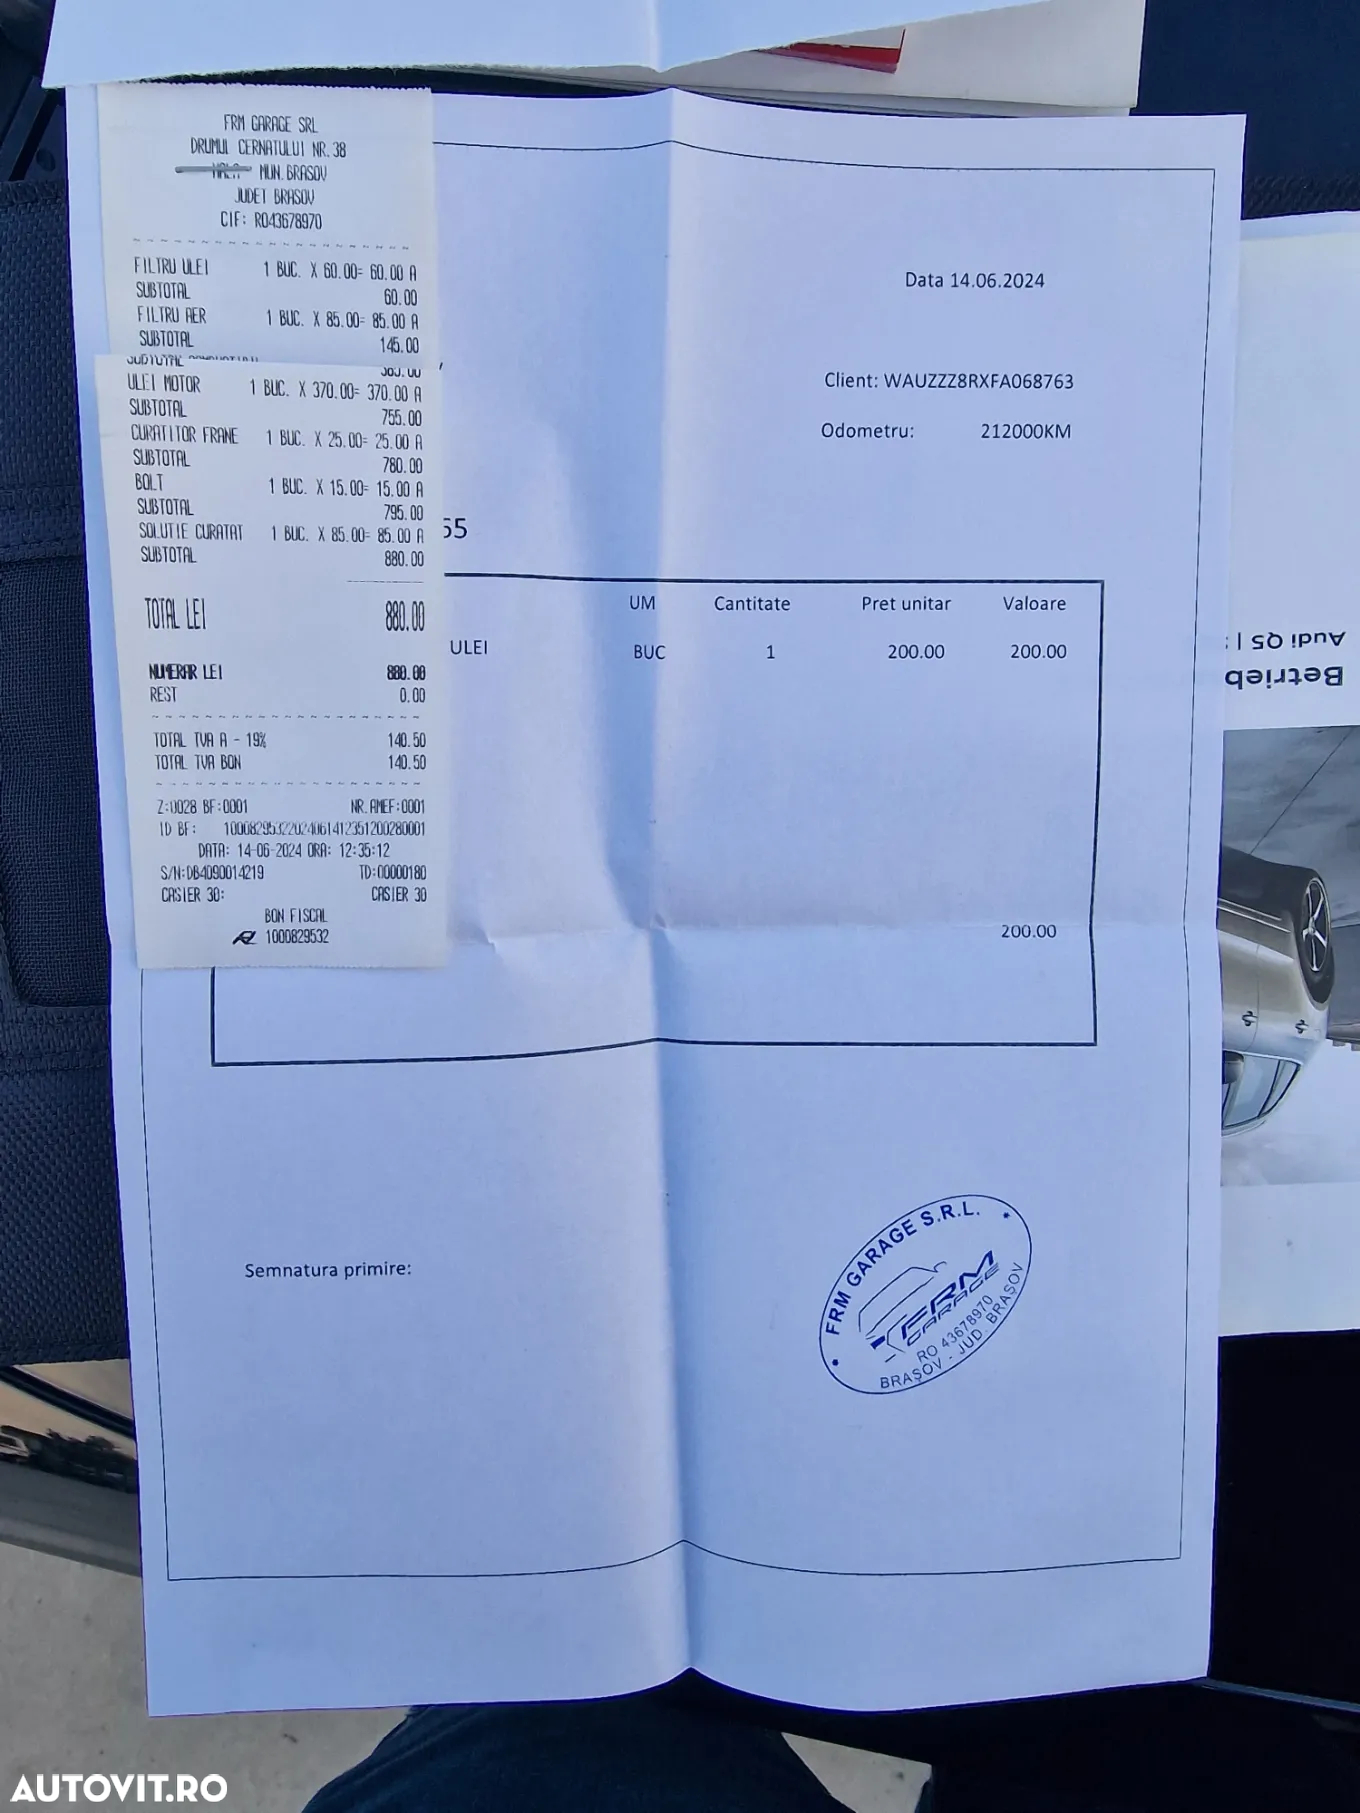 FRM GARAGE SRL
DRUMUL CERNATULUI NR.38
MUN.BRASOV
JUDET BRASOV
CIF: RO43678970
FILTRU ULEI 1 BUC. X 60.00= 60.00 A
SUBTOTAL 60.00
FILTRU AER 1 BUC. X 85.00= 85.00 A
SUBTOTAL 145.00
ULEI MOTOR 1 BUC. X 370.00= 370.00 A
SUBTOTAL 755.00
CURATITOR FRANE 1 BUC. X 25.00= 25.00 A
SUBTOTAL 780.00
BOLT 1 BUC. X 15.00= 15.00 A
SUBTOTAL 795.00
SOLUTIE CURATAT 1 BUC. X 85.00= 85.00 A
SUBTOTAL 880.00
TOTAL LEI 880.00
NUMERAR LEI 880.00
REST 0.00
TOTAL TVA A - 19% 140.50
TOTAL TVA BON 140.50
Z:0028 BF:0001 NR.AMEF:0001
ID BF: 1000829532202406141235120028001
DATA: 14-06-2024 ORA: 12:35:12
S/N:DB4090014219 TD:00000180
CASIER 30: CASIER 30
BON FISCAL
1000829532
Data 14.06.2024
Client: WAUZZZ8RXFA068763
Odometru: 212000KM
55
UM Cantitate Pret unitar Valoare
ULEI BUC 1 200.00 200.00
200.00
Semnatura primire:
FRM GARAGE S.R.L.
FRM
GARAGE
RO 43678970
BRAȘOV - JUD. BRAȘOV
Audi Q5 |
Betrieb
AUTOVIT.RO